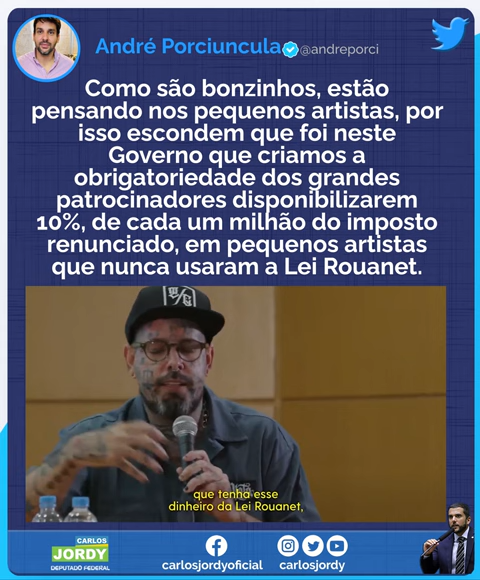 André Porciuncula @andreporci
Como são bonzinhos, estão
pensando nos pequenos artistas, por
isso escondem que foi neste
Governo que criamos a
obrigatoriedade dos grandes
patrocinadores disponibilizarem
10%, de cada um milhão do imposto
renunciado, em pequenos artistas
que nunca usaram a Lei Rouanet.
que tenha esse
dinheiro da Lei Rouanet,
CARLOS
JORDY
DEPUTADO FEDERAL
carlosjordyoficial
carlosjordy